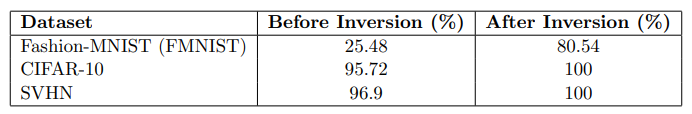 Dataset Before Inversion (%) After Inversion (%)
Fashion-MNIST (FMNIST) 25.48 80.54
CIFAR-10 95.72 100
SVHN 96.9 100